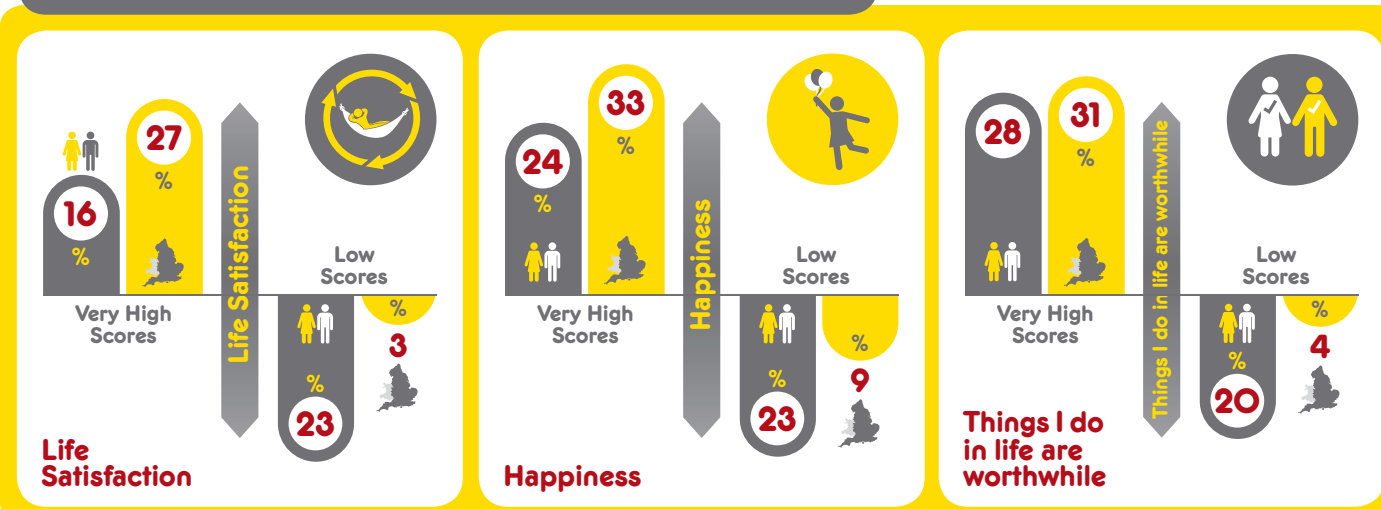 16
%
27
%
Very High
Scores
Life Satisfaction
Low
Scores
%
23
%
3
Life
Satisfaction
24
%
33
%
Very High
Scores
Happiness
Low
Scores
%
23
%
9
Happiness
28
31
%
Very High
Scores
Things I do in life are worthwhile
Low
Scores
%
20
%
4
Things I do
in life are
worthwhile